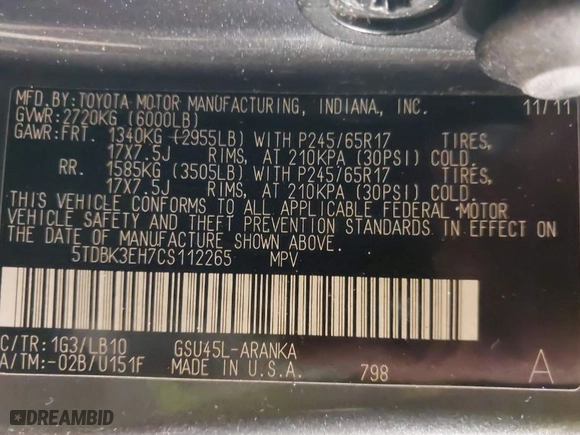 MFD.BY:TOYOTA MOTOR MANUFACTURING, INDIANA, INC. 11/11
GVWR:2720KG (6000LB)
GAWR:FRT. 1340KG (2955LB) WITH P245/65R17 TIRES,
17X7.5J RIMS, AT 210KPA (30PSI) COLD.
RR. 1585KG (3505LB) WITH P245/65R17 TIRES,
17X7.5J RIMS, AT 210KPA (30PSI) COLD.
THIS VEHICLE CONFORMS TO ALL APPLICABLE FEDERAL MOTOR
VEHICLE SAFETY AND THEFT PREVENTION STANDARDS IN EFFECT ON
THE DATE OF MANUFACTURE SHOWN ABOVE.
5TDBK3EH7CS112265 MPV
C/TR:1G3/LB10 GSU45L-ARANKA
A/TM:-02B/U151F MADE IN U.S.A. 798 A
DREAMBID